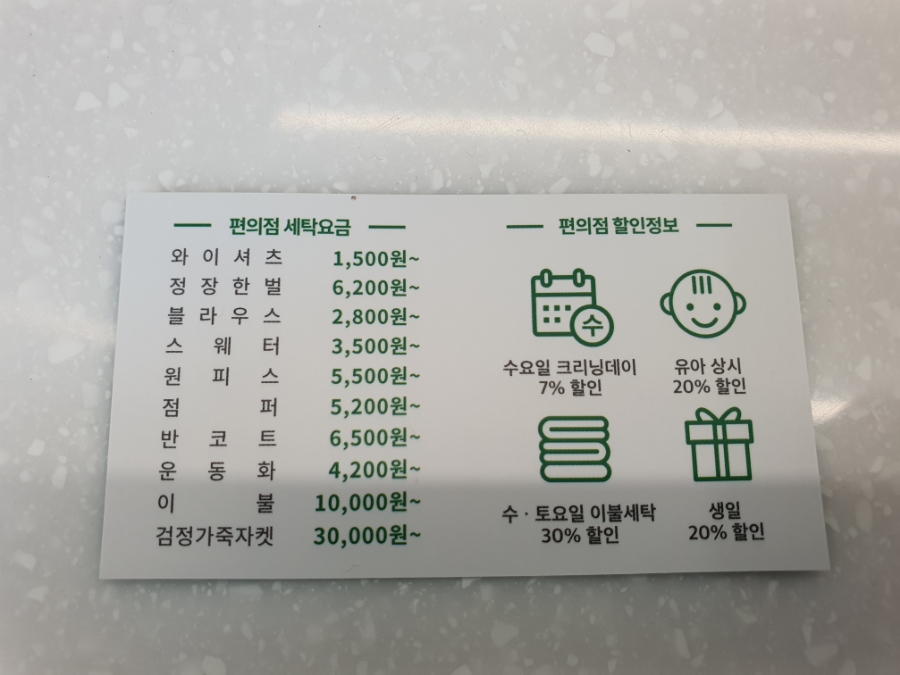 편의점 세탁요금
와이셔츠 1,500원~
정장한벌 6,200원~
블라우스 2,800원~
스웨터 3,500원~
원피스 5,500원~
점퍼 5,200원~
반코트 6,500원~
운동화 4,200원~
이불 10,000원~
검정가죽자켓 30,000원~
편의점 할인정보
수
수요일 크리닝데이
7% 할인
유아 상시
20% 할인
수·토요일 이불세탁
30% 할인
생일
20% 할인